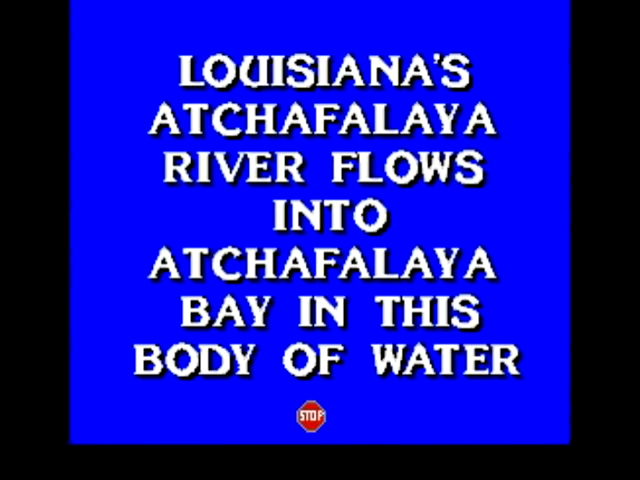 LOUISIANA'S
ATCHAFALAYA
RIVER FLOWS
INTO
ATCHAFALAYA
BAY IN THIS
BODY OF WATER
STOP